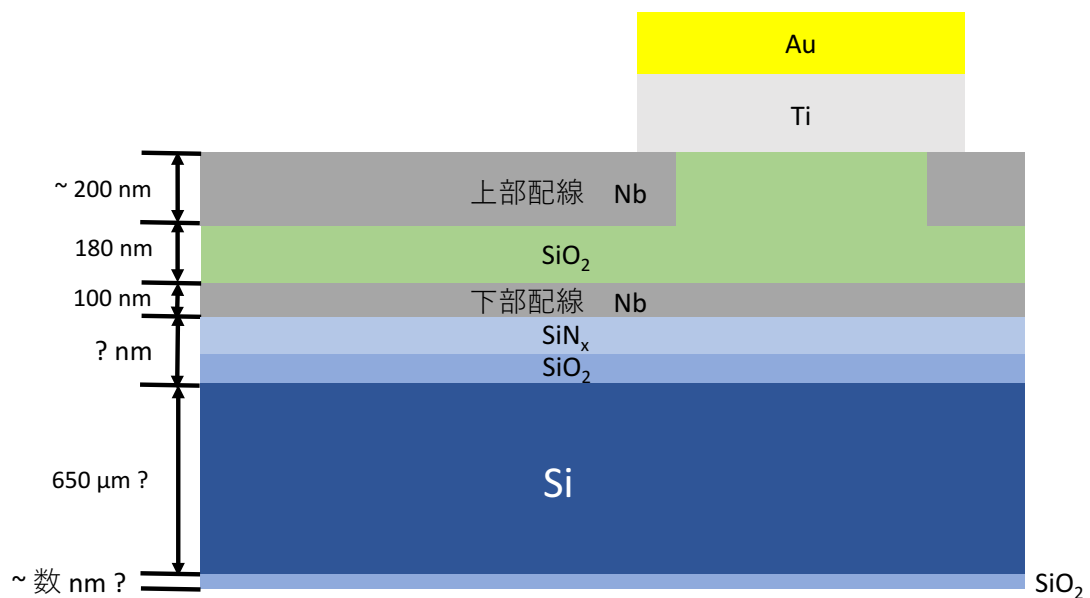 Au
Ti
~ 200 nm
上部配線 Nb
180 nm
SiO₂
100 nm
下部配線 Nb
? nm
SiNₓ
SiO₂
650 μm ?
Si
~ 数 nm ?
SiO₂